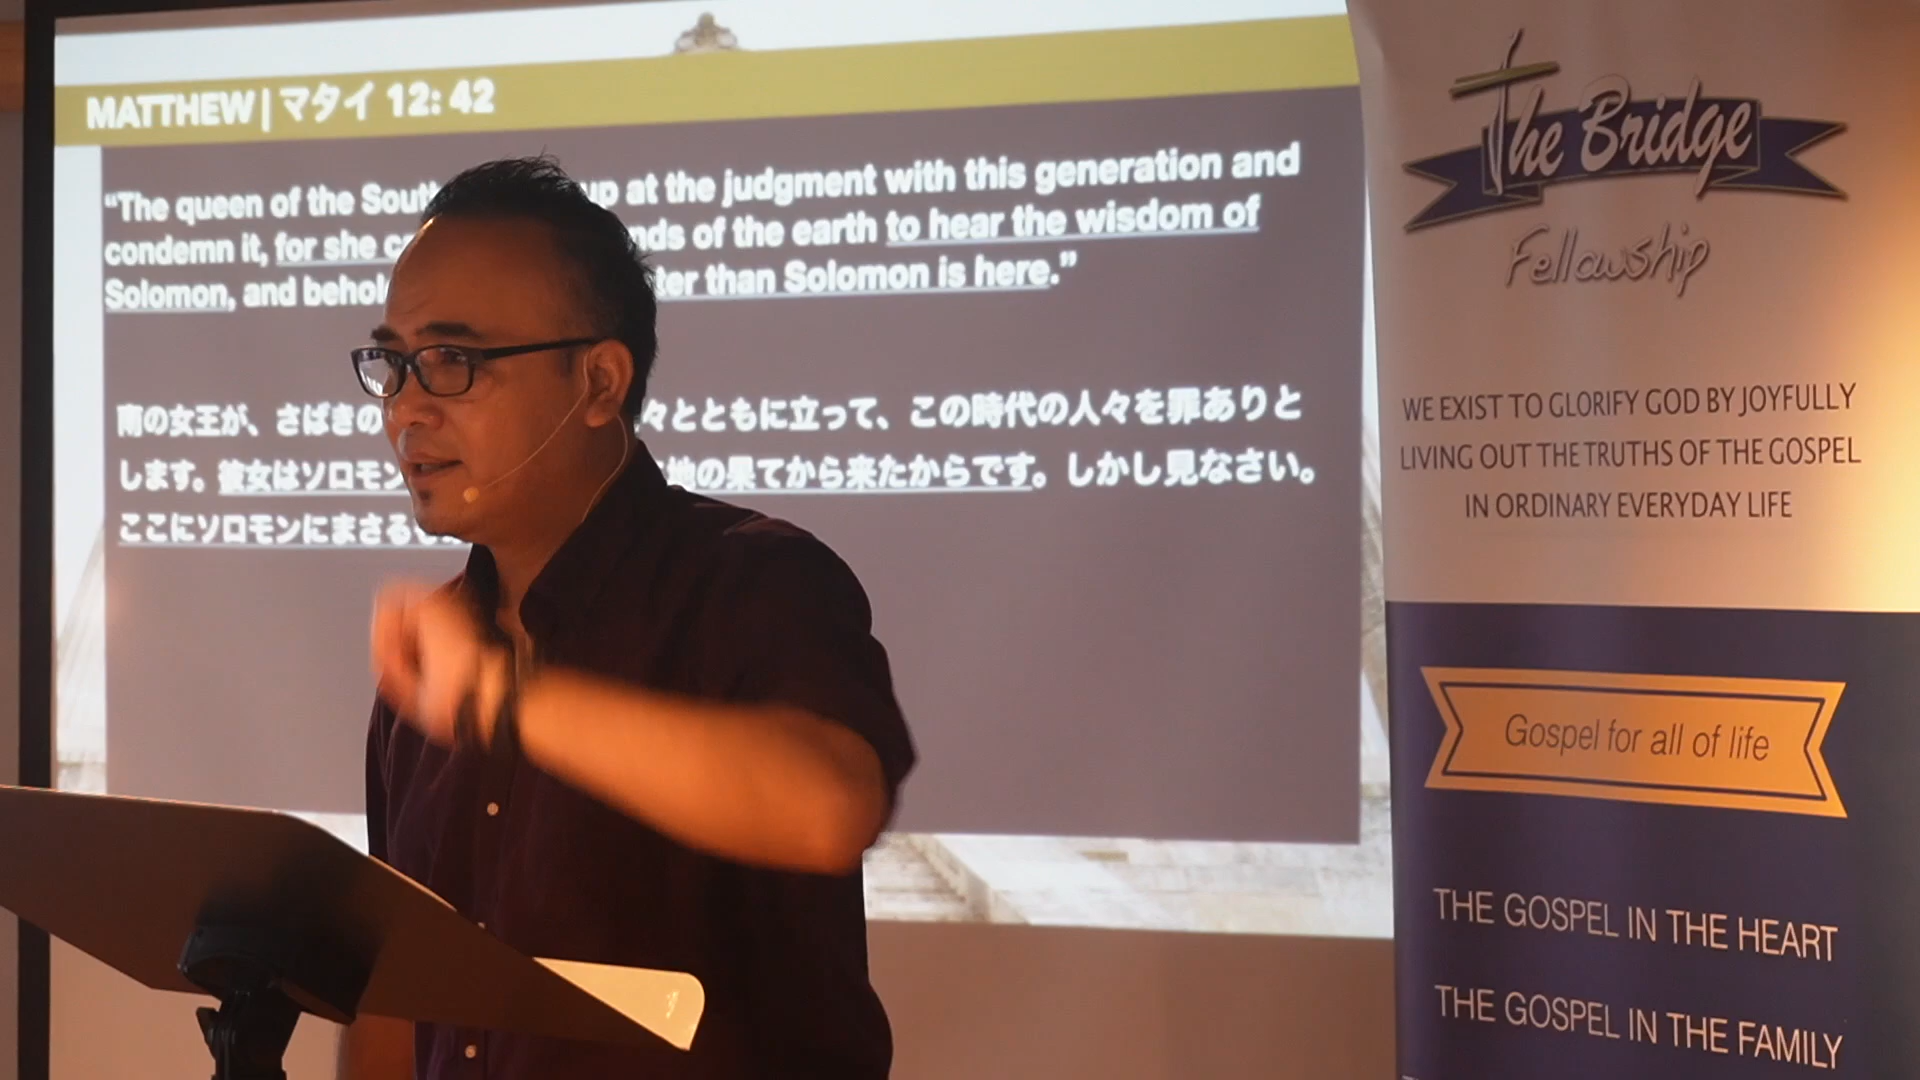 MATTHEW | マタイ 12: 42
“The queen of the South up at the judgment with this generation and
condemn it, for she nds of the earth to hear the wisdom of
Solomon, and behol ter than Solomon is here.”
南の女王が、さばきの 々とともに立って、この時代の人々を罪ありと
します。彼女はソロモン 地の果てから来たからです。しかし見なさい。
ここにソロモンにまさる
The Bridge
Fellowship
WE EXIST TO GLORIFY GOD BY JOYFULLY
LIVING OUT THE TRUTHS OF THE GOSPEL
IN ORDINARY EVERYDAY LIFE
Gospel for all of life
THE GOSPEL IN THE HEART
THE GOSPEL IN THE FAMILY